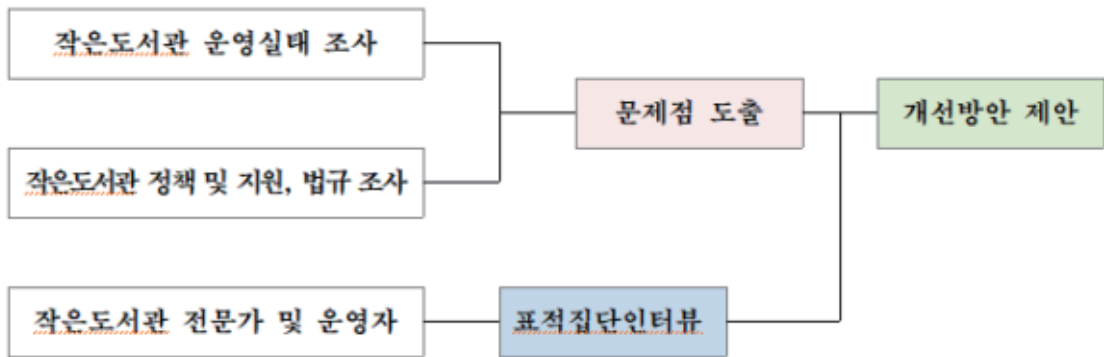 작은도서관 운영실태 조사
문제점 도출
개선방안 제안
작은도서관 정책 및 지원, 법규 조사
작은도서관 전문가 및 운영자
표적집단인터뷰